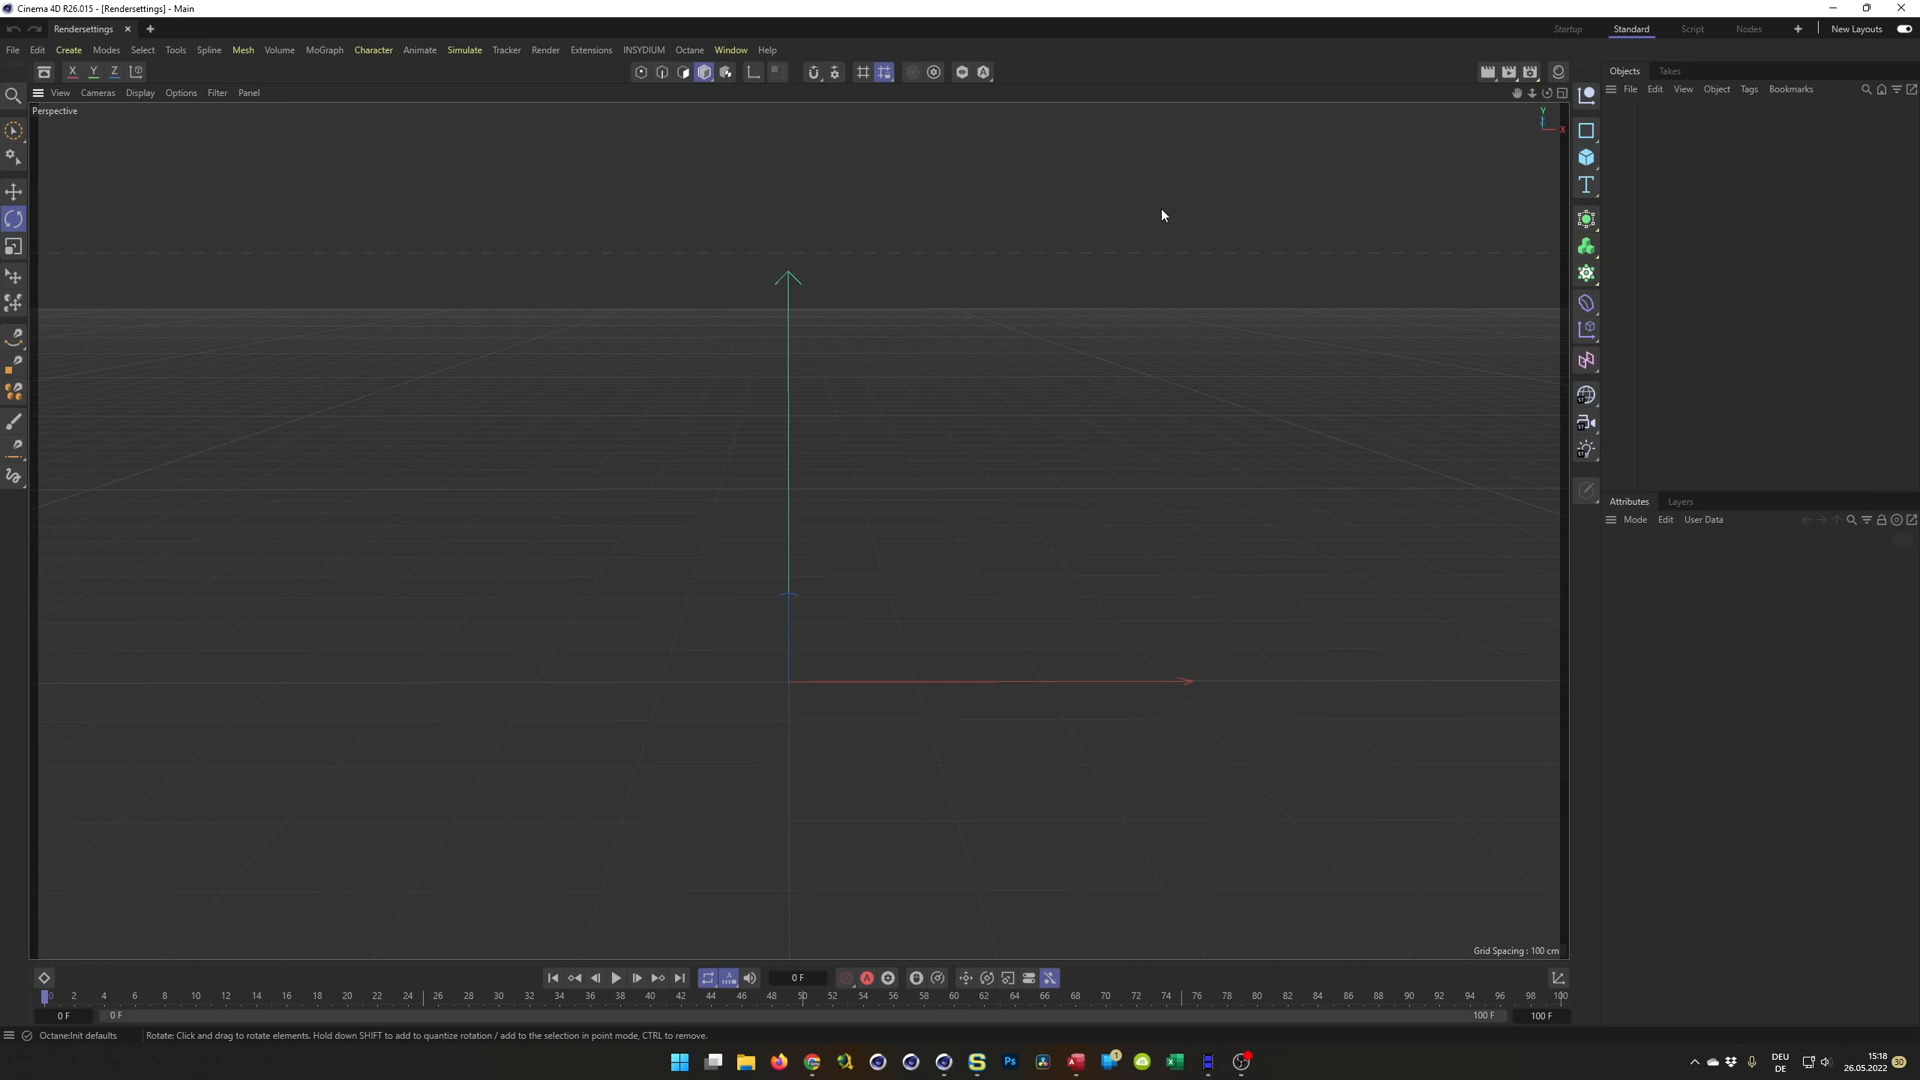 Cinema 4D R26.015 - [Rendersettings] - Main
Rendersettings
Startup Standard Script Nodes New Layouts
File Edit Create Modes Select Tools Spline Mesh Volume MoGraph Character Animate Simulate Tracker Render Extensions INSYDIUM Octane Window Help
X Y Z
Objects Takes
View Cameras Display Options Filter Panel
File Edit View Object Tags Bookmarks
Perspective
Y
Z
X
Attributes Layers
Mode Edit User Data
Grid Spacing : 100 cm
0 F
0 2 4 6 8 10 12 14 16 18 20 22 24 26 28 30 32 34 36 38 40 42 44 46 48 50 52 54 56 58 60 62 64 66 68 70 72 74 76 78 80 82 84 86 88 90 92 94 96 98 100
0 F 0 F 100 F 100 F
Octane:Init defaults Rotate: Click and drag to rotate elements. Hold down SHIFT to add to quantize rotation / add to the selection in point mode, CTRL to remove.
Ps
1
DEU
DE
15:18
26.05.2022
30